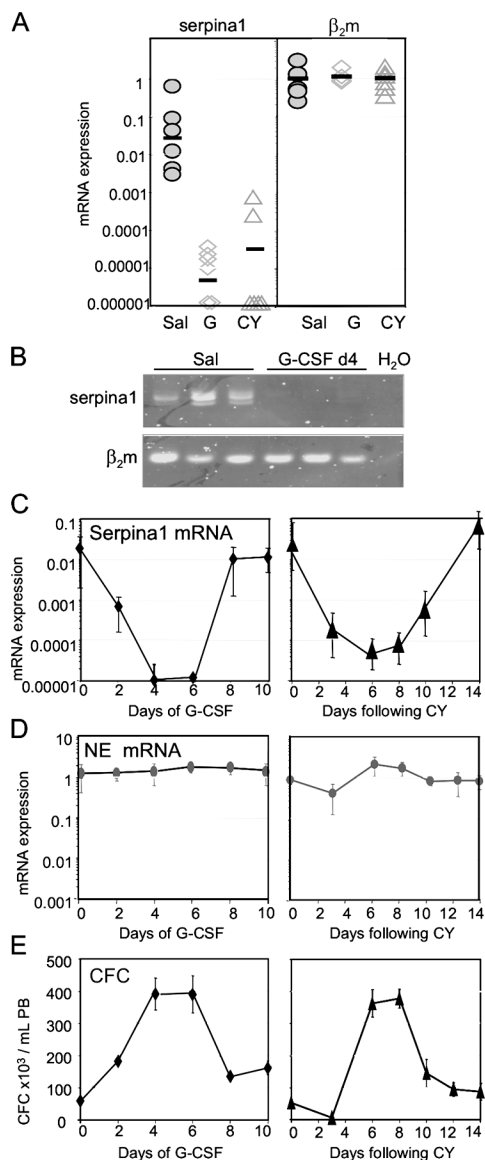 A
serpina1 β2m
mRNA expression
1
0.1
0.01
0.001
0.0001
0.00001
0.000001
Sal G CY Sal G CY
B
Sal G-CSF d4 H2O
serpina1
β2m
C
Serpina1 mRNA
mRNA expression
0.1
0.01
0.001
0.0001
0.00001
0 2 4 6 8 10 0 2 4 6 8 10 12 14
Days of G-CSF Days following CY
D
NE mRNA
mRNA expression
10
1
0.1
0.01
0.001
0 2 4 6 8 10 0 2 4 6 8 10 12 14
Days of G-CSF Days following CY
E
CFC
CFC x10³ / mL PB
500
400
300
200
100
0
0 2 4 6 8 10 0 2 4 6 8 10 12 14
Days of G-CSF Days following CY